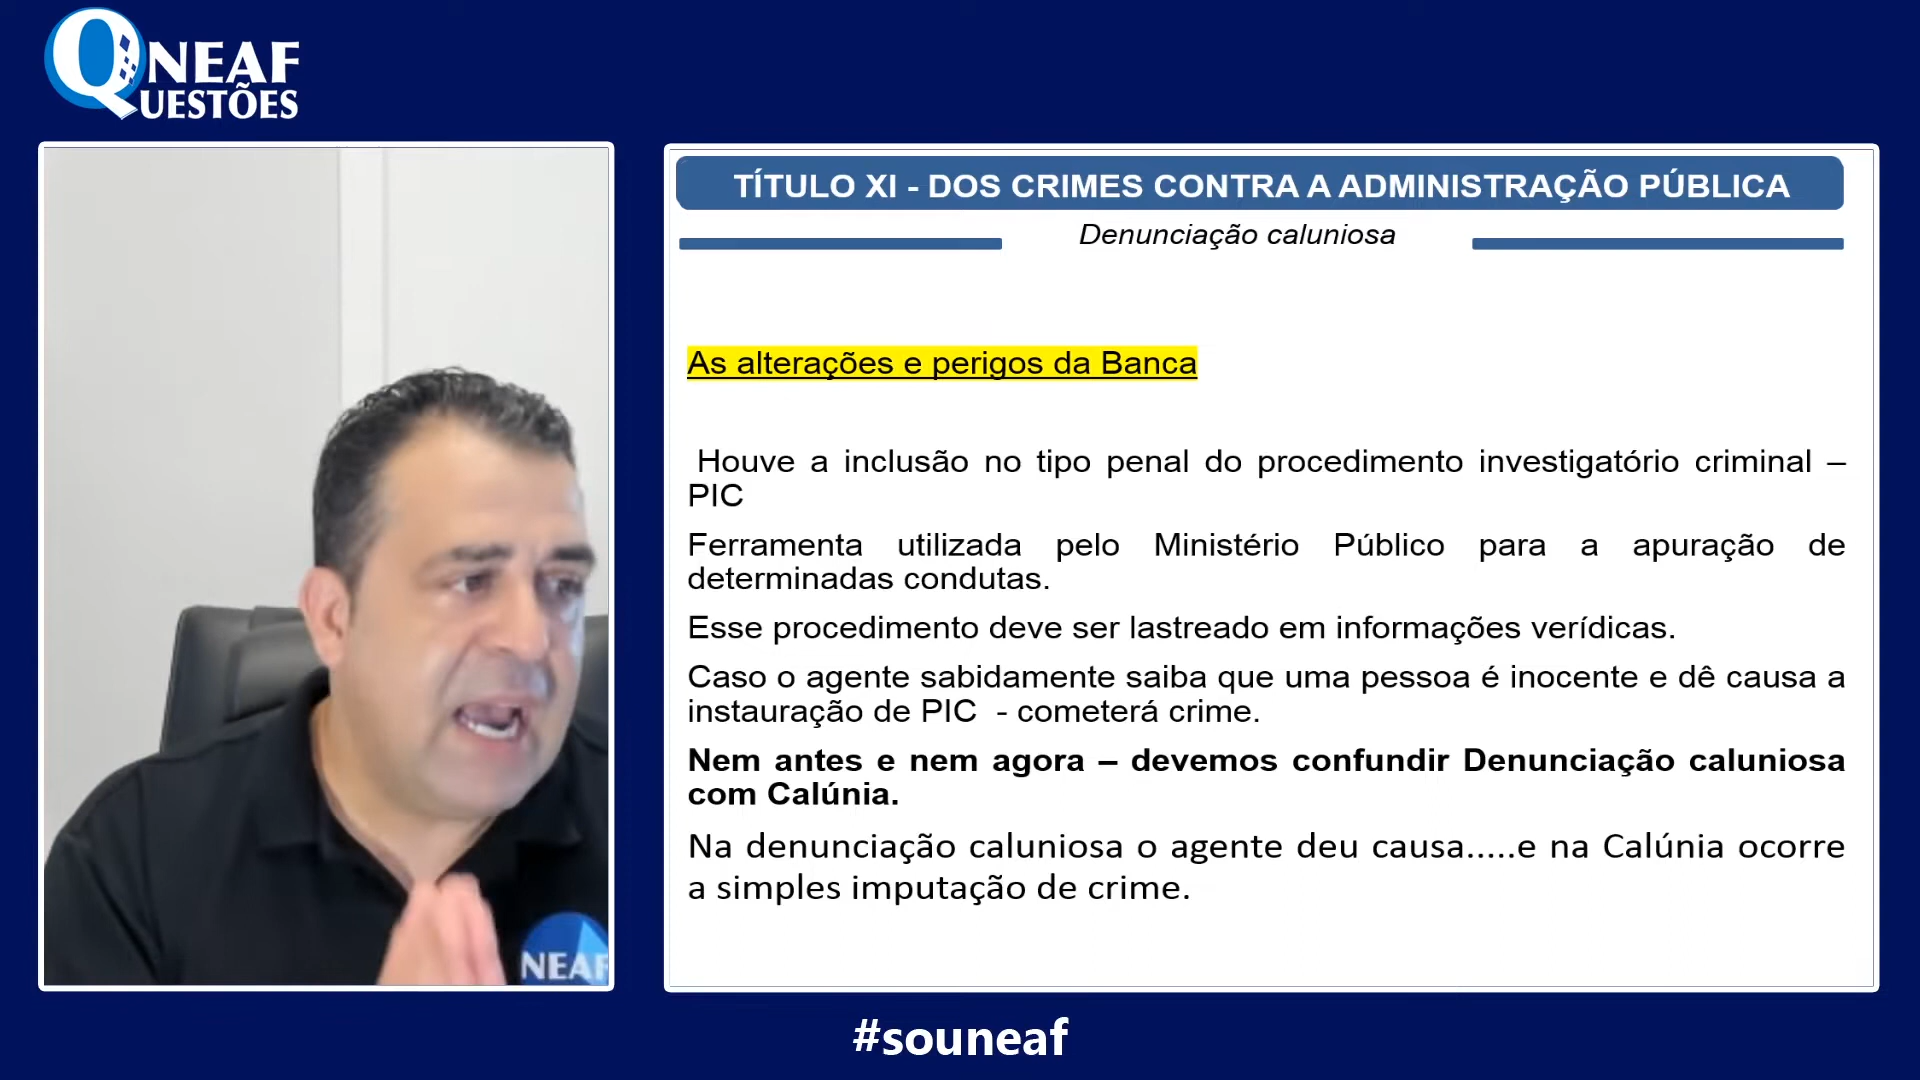 QNEAF
QUESTÕES
TÍTULO XI - DOS CRIMES CONTRA A ADMINISTRAÇÃO PÚBLICA
Denunciação caluniosa
As alterações e perigos da Banca
Houve a inclusão no tipo penal do procedimento investigatório criminal –
PIC
Ferramenta utilizada pelo Ministério Público para a apuração de
determinadas condutas.
Esse procedimento deve ser lastreado em informações verídicas.
Caso o agente sabidamente saiba que uma pessoa é inocente e dê causa a
instauração de PIC - cometerá crime.
Nem antes e nem agora – devemos confundir Denunciação caluniosa
com Calúnia.
Na denunciação caluniosa o agente deu causa.....e na Calúnia ocorre
a simples imputação de crime.
NEAF
#souneaf